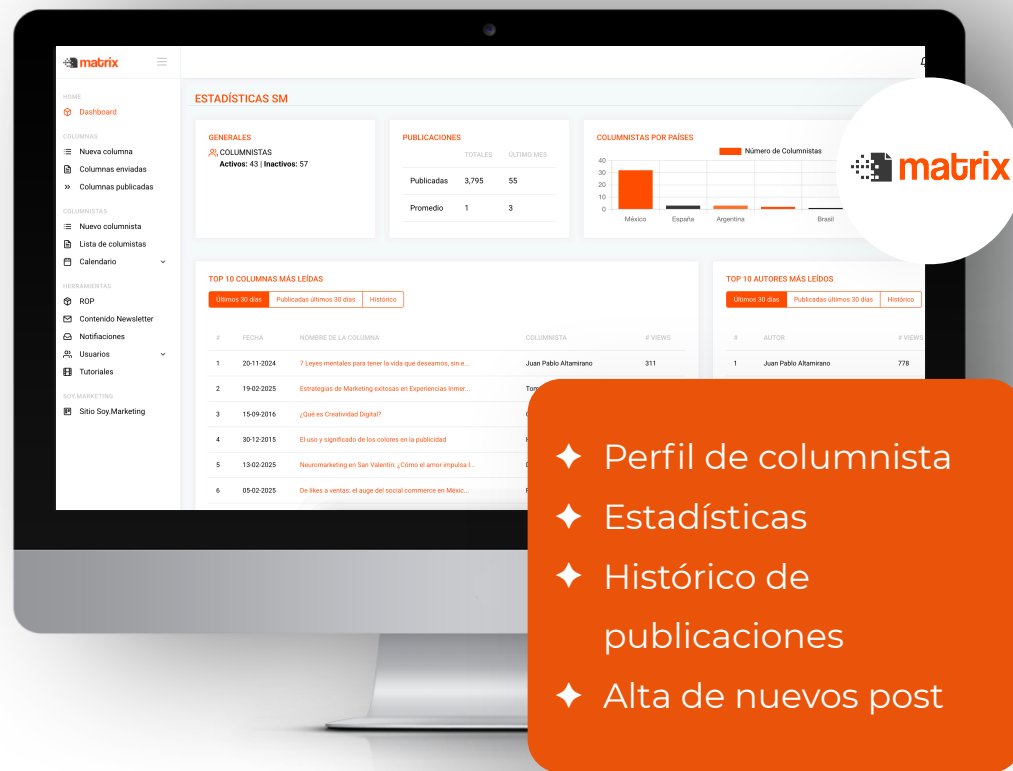 matrix
HOME
Dashboard
COLUMNAS
Nueva columna
Columnas enviadas
Columnas publicadas
COLUMNISTAS
Nuevo columnista
Lista de columistas
Calendario
HERRAMIENTAS
ROP
Contenido Newsletter
Notifiaciones
Usuarios
Tutoriales
SOY.MARKETING
Sitio Soy.Marketing
ESTADÍSTICAS SM
GENERALES
COLUMNISTAS
Activos: 43 | Inactivos: 57
PUBLICACIONES
TOTALES ÚLTIMO MES
Publicadas 3,795 55
Promedio 1 3
COLUMNISTAS POR PAÍSES
Número de Columnistas
40
30
20
10
0
México España Argentina Brasil
matrix
TOP 10 COLUMNAS MÁS LEÍDAS
Últimos 30 días Publicadas últimos 30 días Histórico
# FECHA NOMBRE DE LA COLUMNA COLUMNISTA # VIEWS
1 20-11-2024 7 Leyes mentales para tener la vida que deseamos, sin e... Juan Pablo Altamirano 311
2 19-02-2025 Estrategias de Marketing exitosas en Experiencias Inmer...
3 15-09-2016 ¿Qué es Creatividad Digital?
4 30-12-2015 El uso y significado de los colores en la publicidad
5 13-02-2025 Neuromarketing en San Valentín: ¿Cómo el amor impulsa l...
6 05-02-2025 De likes a ventas: el auge del social commerce en Méxic...
TOP 10 AUTORES MÁS LEÍDOS
Últimos 30 días Publicadas últimos 30 días Histórico
# AUTOR # VIEWS
1 Juan Pablo Altamirano 778
Perfil de columnista
Estadísticas
Histórico de
publicaciones
Alta de nuevos post